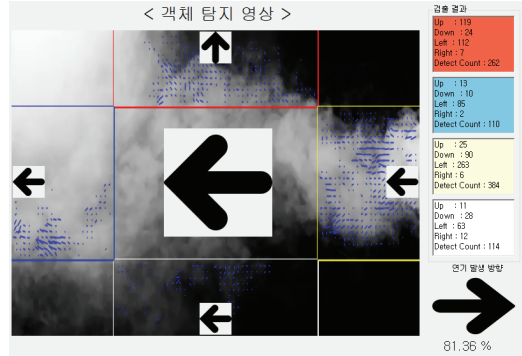 < 객체 탐지 영상 >
검출 결과
Up : 119
Down : 24
Left : 112
Right : 7
Detect Count : 262
Up : 13
Down : 10
Left : 85
Right : 2
Detect Count : 110
Up : 25
Down : 90
Left : 263
Right : 6
Detect Count : 384
Up : 11
Down : 28
Left : 63
Right : 12
Detect Count : 114
연기 발생 방향
81.36 %